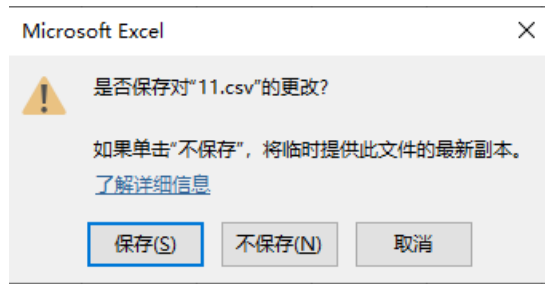 Microsoft Excel
是否保存对“11.csv”的更改?
如果单击“不保存”，将临时提供此文件的最新副本。
了解详细信息
保存(S) 不保存(N) 取消